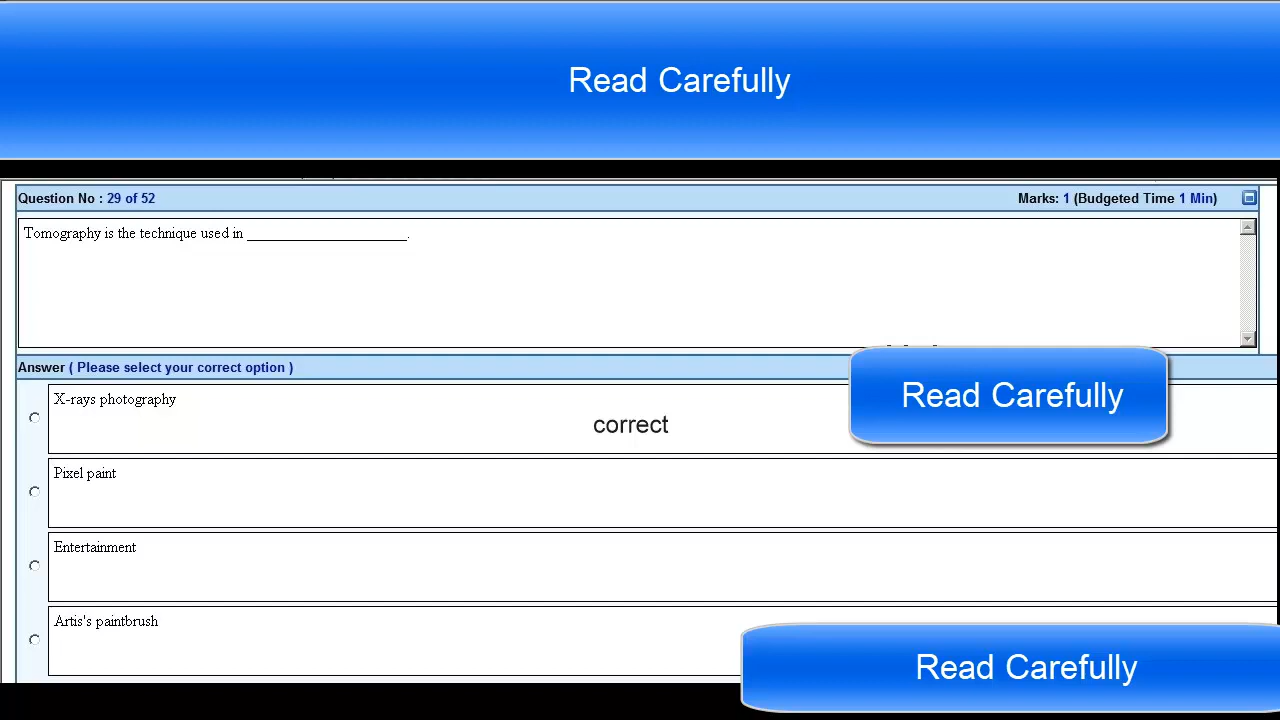 Read Carefully
Question No : 29 of 52
Marks: 1 (Budgeted Time 1 Min)
Tomography is the technique used in ____________________.
Answer ( Please select your correct option )
Read Carefully
X-rays photography
correct
Pixel paint
Entertainment
Artis's paintbrush
Read Carefully